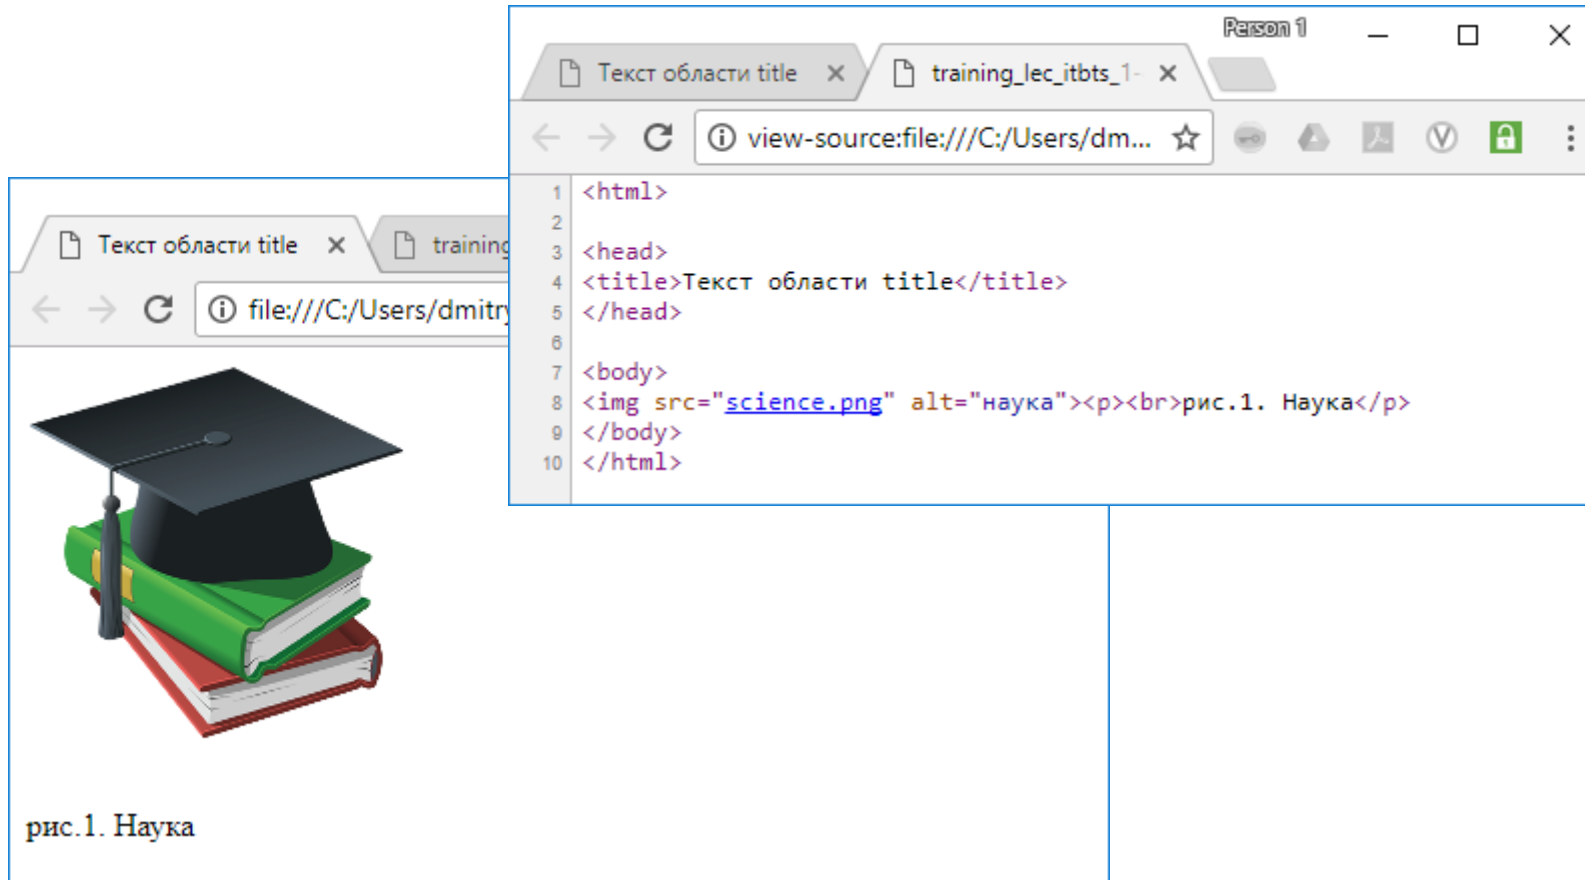 Person 1
Текст области title
training_lec_itbts_1-
view-source:file:///C:/Users/dm...
1 <html>
2
3 <head>
4 <title>Текст области title</title>
5 </head>
6
7 <body>
8 <img src="science.png" alt="наука"><p><br>рис.1. Наука</p>
9 </body>
10 </html>
Текст области title
training
file:///C:/Users/dmitry
рис.1. Наука